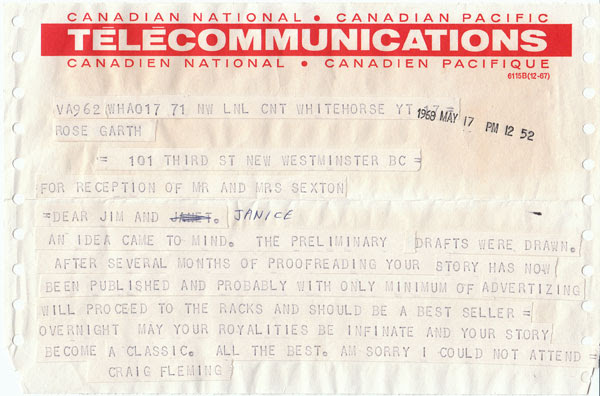 CANADIAN NATIONAL • CANADIAN PACIFIC
TÉLÉCOMMUNICATIONS
CANADIEN NATIONAL • CANADIEN PACIFIQUE
6115B(12-67)
VA962 WHA017 71 NW LNL CNT WHITEHORSE YT 17 =
1968 MAY 17 PM 12 52
ROSE GARTH
= 101 THIRD ST NEW WESTMINSTER BC =
FOR RECEPTION OF MR AND MRS SEXTON
=DEAR JIM AND JANET. JANICE
AN IDEA CAME TO MIND. THE PRELIMINARY DRAFTS WERE DRAWN.
AFTER SEVERAL MONTHS OF PROOFREADING YOUR STORY HAS NOW
BEEN PUBLISHED AND PROBABLY WITH ONLY MINIMUM OF ADVERTIZING
WILL PROCEED TO THE RACKS AND SHOULD BE A BEST SELLER =
OVERNIGHT MAY YOUR ROYALITIES BE INFINATE AND YOUR STORY
BECOME A CLASSIC. ALL THE BEST. AM SORRY I COULD NOT ATTEND =
CRAIG FLEMING